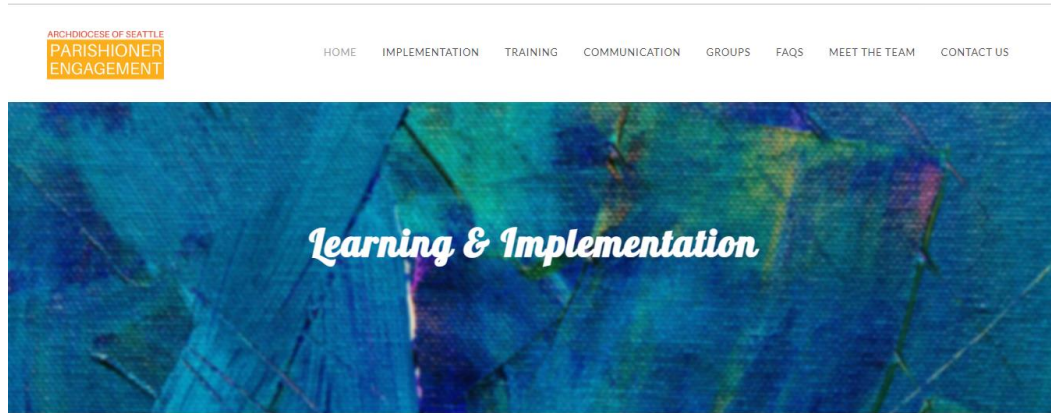 ARCHDIOCESE OF SEATTLE
PARISHIONER
ENGAGEMENT
HOME IMPLEMENTATION TRAINING COMMUNICATION GROUPS FAQS MEET THE TEAM CONTACT US
Learning & Implementation